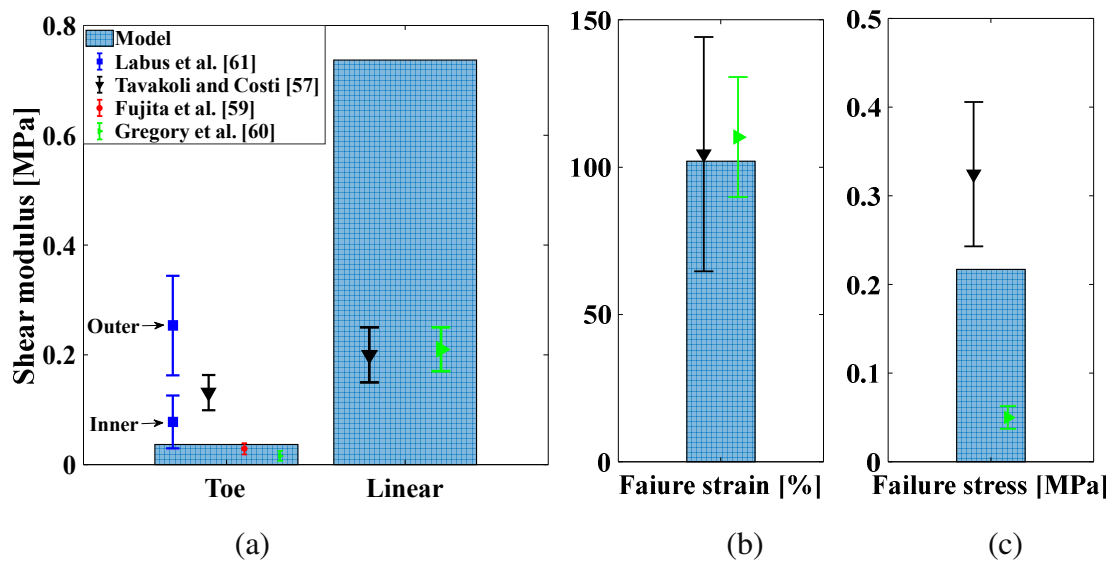 0.8
0.6
0.4
0.2
0
Shear modulus [MPa]
Model
Labus et al. [61]
Tavakoli and Costi [57]
Fujita et al. [59]
Gregory et al. [60]
Outer
Inner
Toe
Linear
(a)
150
100
50
0
Faiure strain [%]
(b)
0.5
0.4
0.3
0.2
0.1
0
Failure stress [MPa]
(c)